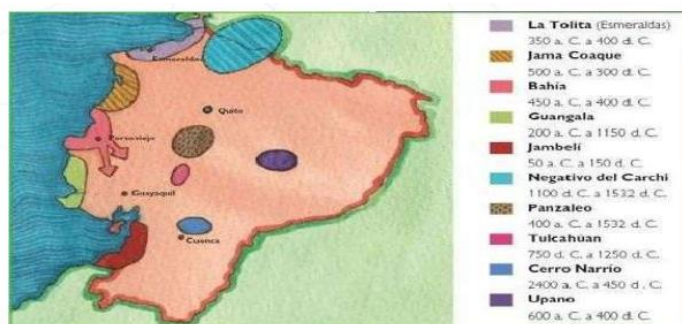 Esmeraldas
Quito
Portoviejo
Guayaquil
Cuenca
La Tolita (Esmeraldas)
350 a. C. a 400 d. C.
Jama Coaque
500 a. C. a 300 d. C.
Bahía
450 a. C. a 400 d. C.
Guangala
200 a. C. a 1150 d. C.
Jambelí
50 a. C. a 150 d. C.
Negativo del Carchi
1100 d. C. a 1532 d. C.
Panzaleo
400 a. C. a 1532 d. C.
Tulcahuán
750 d. C. a 1250 d. C.
Cerro Narrío
2400 a. C. a 450 d. C.
Upano
600 a. C. a 400 d. C.